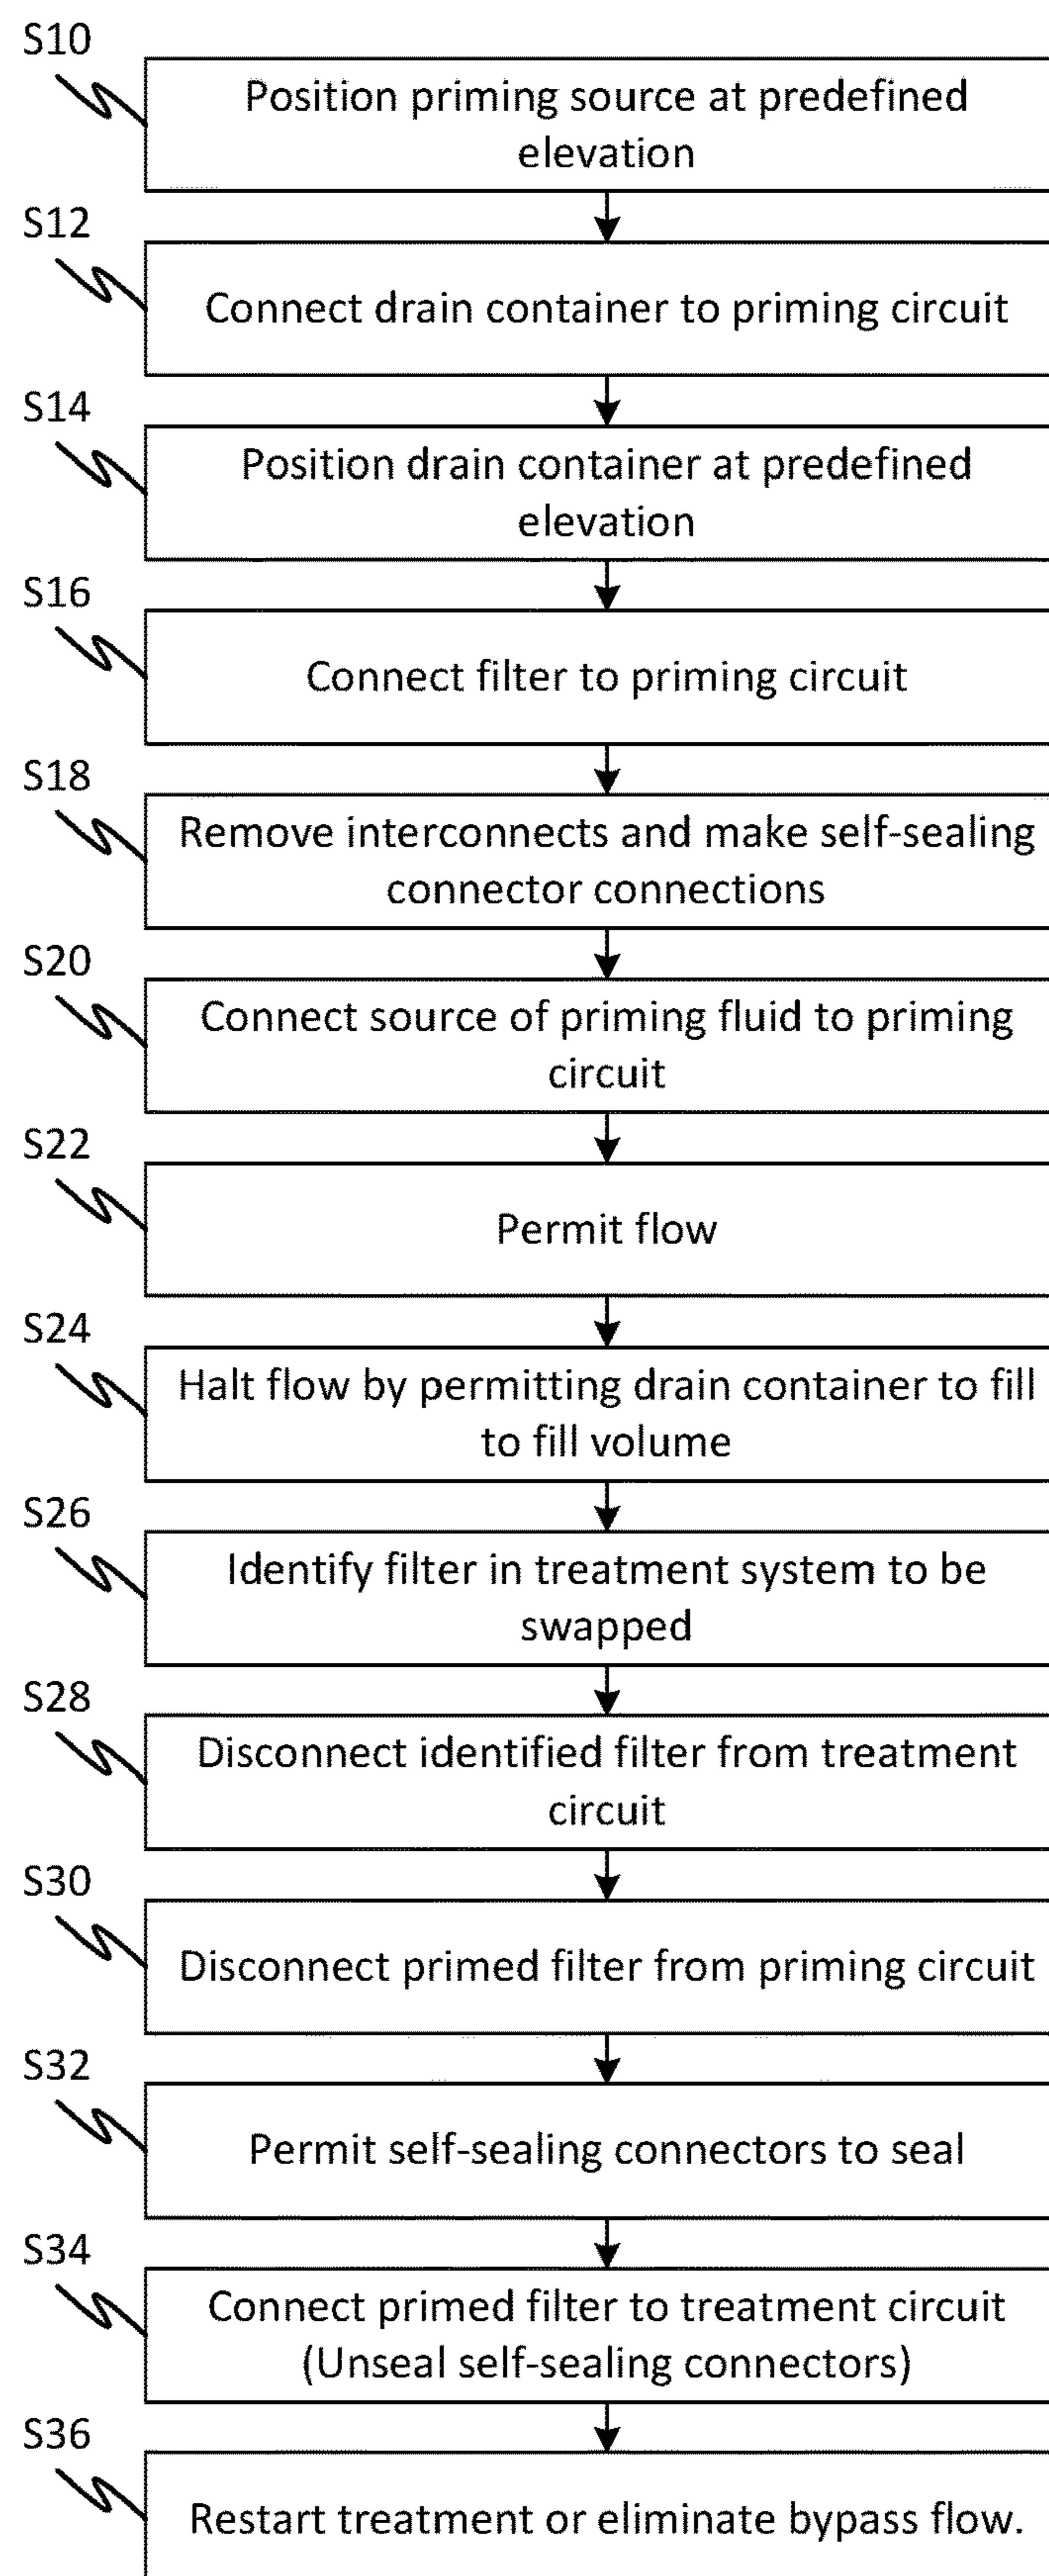 S10
Position priming source at predefined
elevation
S12
Connect drain container to priming circuit
S14
Position drain container at predefined
elevation
S16
Connect filter to priming circuit
S18
Remove interconnects and make self-sealing
connector connections
S20
Connect source of priming fluid to priming
circuit
S22
Permit flow
S24
Halt flow by permitting drain container to fill
to fill volume
S26
Identify filter in treatment system to be
swapped
S28
Disconnect identified filter from treatment
circuit
S30
Disconnect primed filter from priming circuit
S32
Permit self-sealing connectors to seal
S34
Connect primed filter to treatment circuit
(Unseal self-sealing connectors)
S36
Restart treatment or eliminate bypass flow.